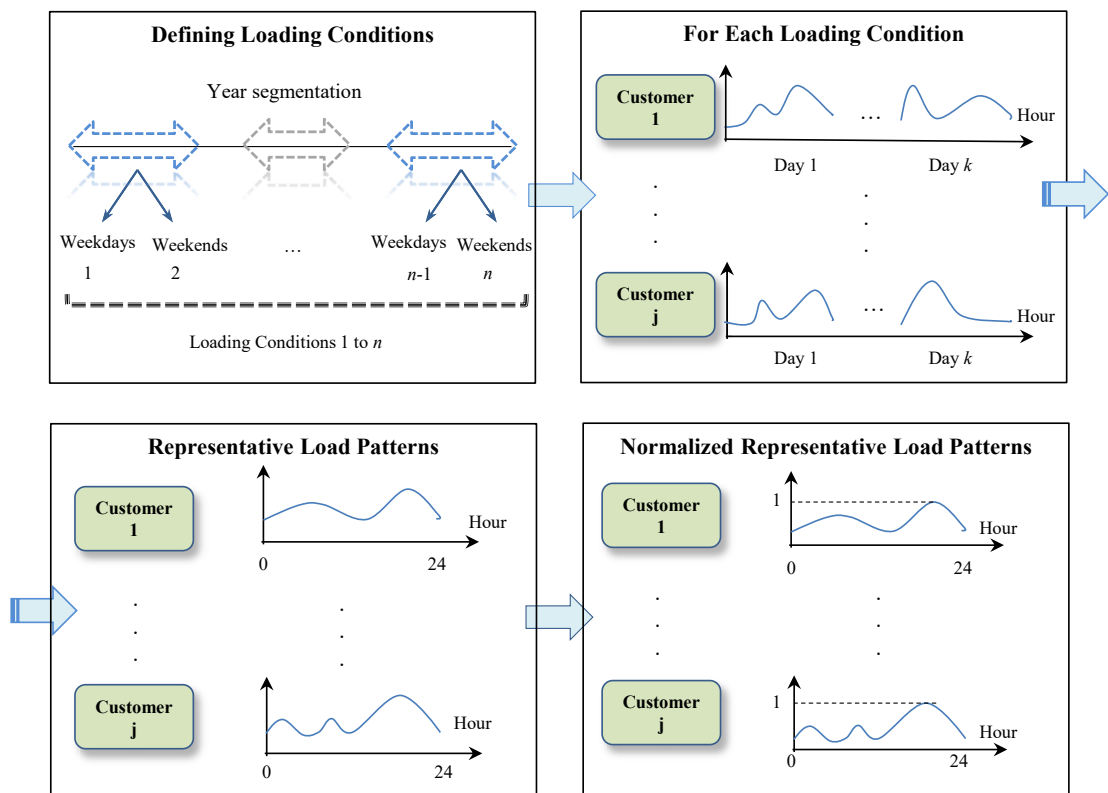 Defining Loading Conditions
Year segmentation
Weekdays Weekends … Weekdays Weekends
1 2 n-1 n
Loading Conditions 1 to n
For Each Loading Condition
Customer
1
… Hour
Day 1 Day k
. .
. .
. .
Customer
j
… Hour
Day 1 Day k
Representative Load Patterns
Customer
1
Hour
0 24
. .
. .
. .
Customer
j
Hour
0 24
Normalized Representative Load Patterns
Customer
1
1
Hour
0 24
. .
. .
. .
Customer
j
1
Hour
0 24